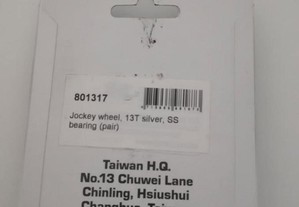 801317
Jockey wheel, 13T silver, SS
bearing (pair)
Taiwan H.Q.
No.13 Chuwei Lane
Chinling, Hsiushui